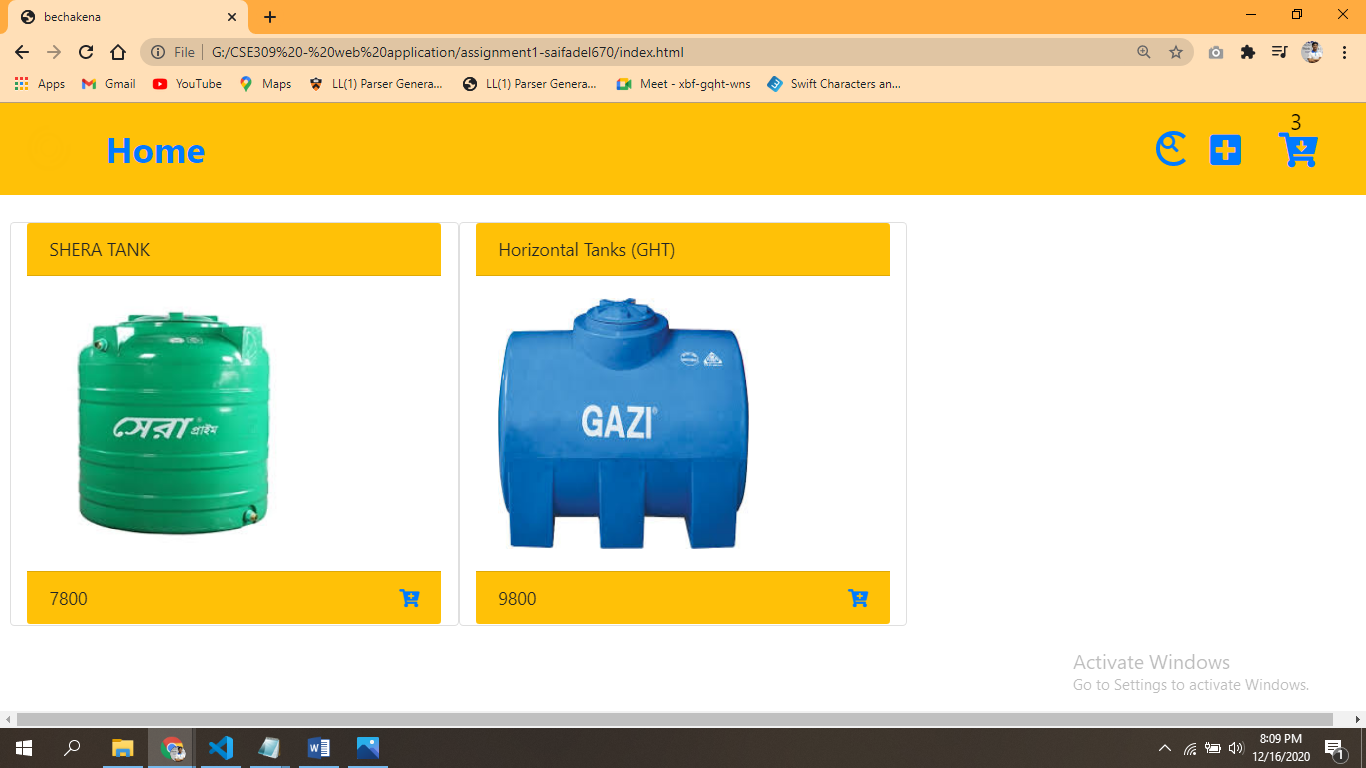 bechakena
File
G:/CSE309%20-%20web%20application/assignment1-saifadel670/index.html
Apps
Gmail
YouTube
Maps
LL(1) Parser Genera...
LL(1) Parser Genera...
Meet - xbf-gqht-wns
Swift Characters an...
Home
3
SHERA TANK
Horizontal Tanks (GHT)
সেরা প্রাইম
GAZI
7800
9800
Activate Windows
Go to Settings to activate Windows.
8:09 PM
12/16/2020
1